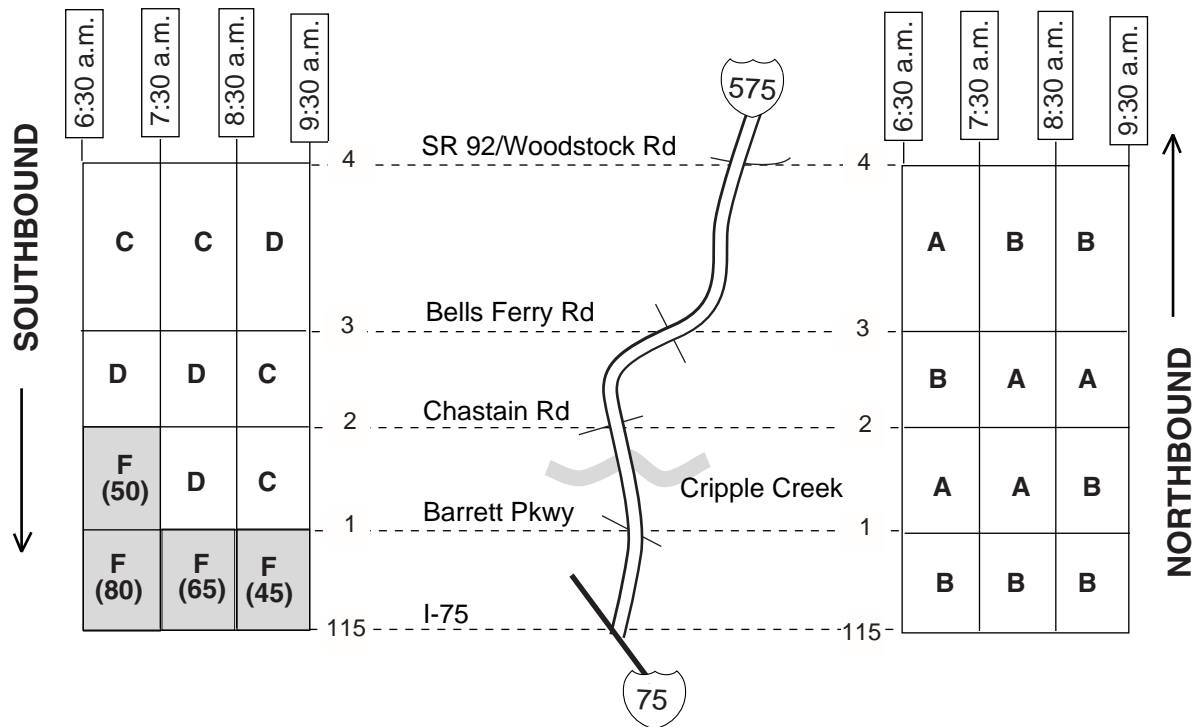 6:30 a.m.
7:30 a.m.
8:30 a.m.
9:30 a.m.
6:30 a.m.
7:30 a.m.
8:30 a.m.
9:30 a.m.
575
SOUTHBOUND
NORTHBOUND
4 SR 92/Woodstock Rd 4
C C D
A B B
3 Bells Ferry Rd 3
D D C
B A A
2 Chastain Rd 2
F (50) D C
Cripple Creek
A A B
1 Barrett Pkwy 1
F (80) F (65) F (45)
B B B
115 I-75 115
75